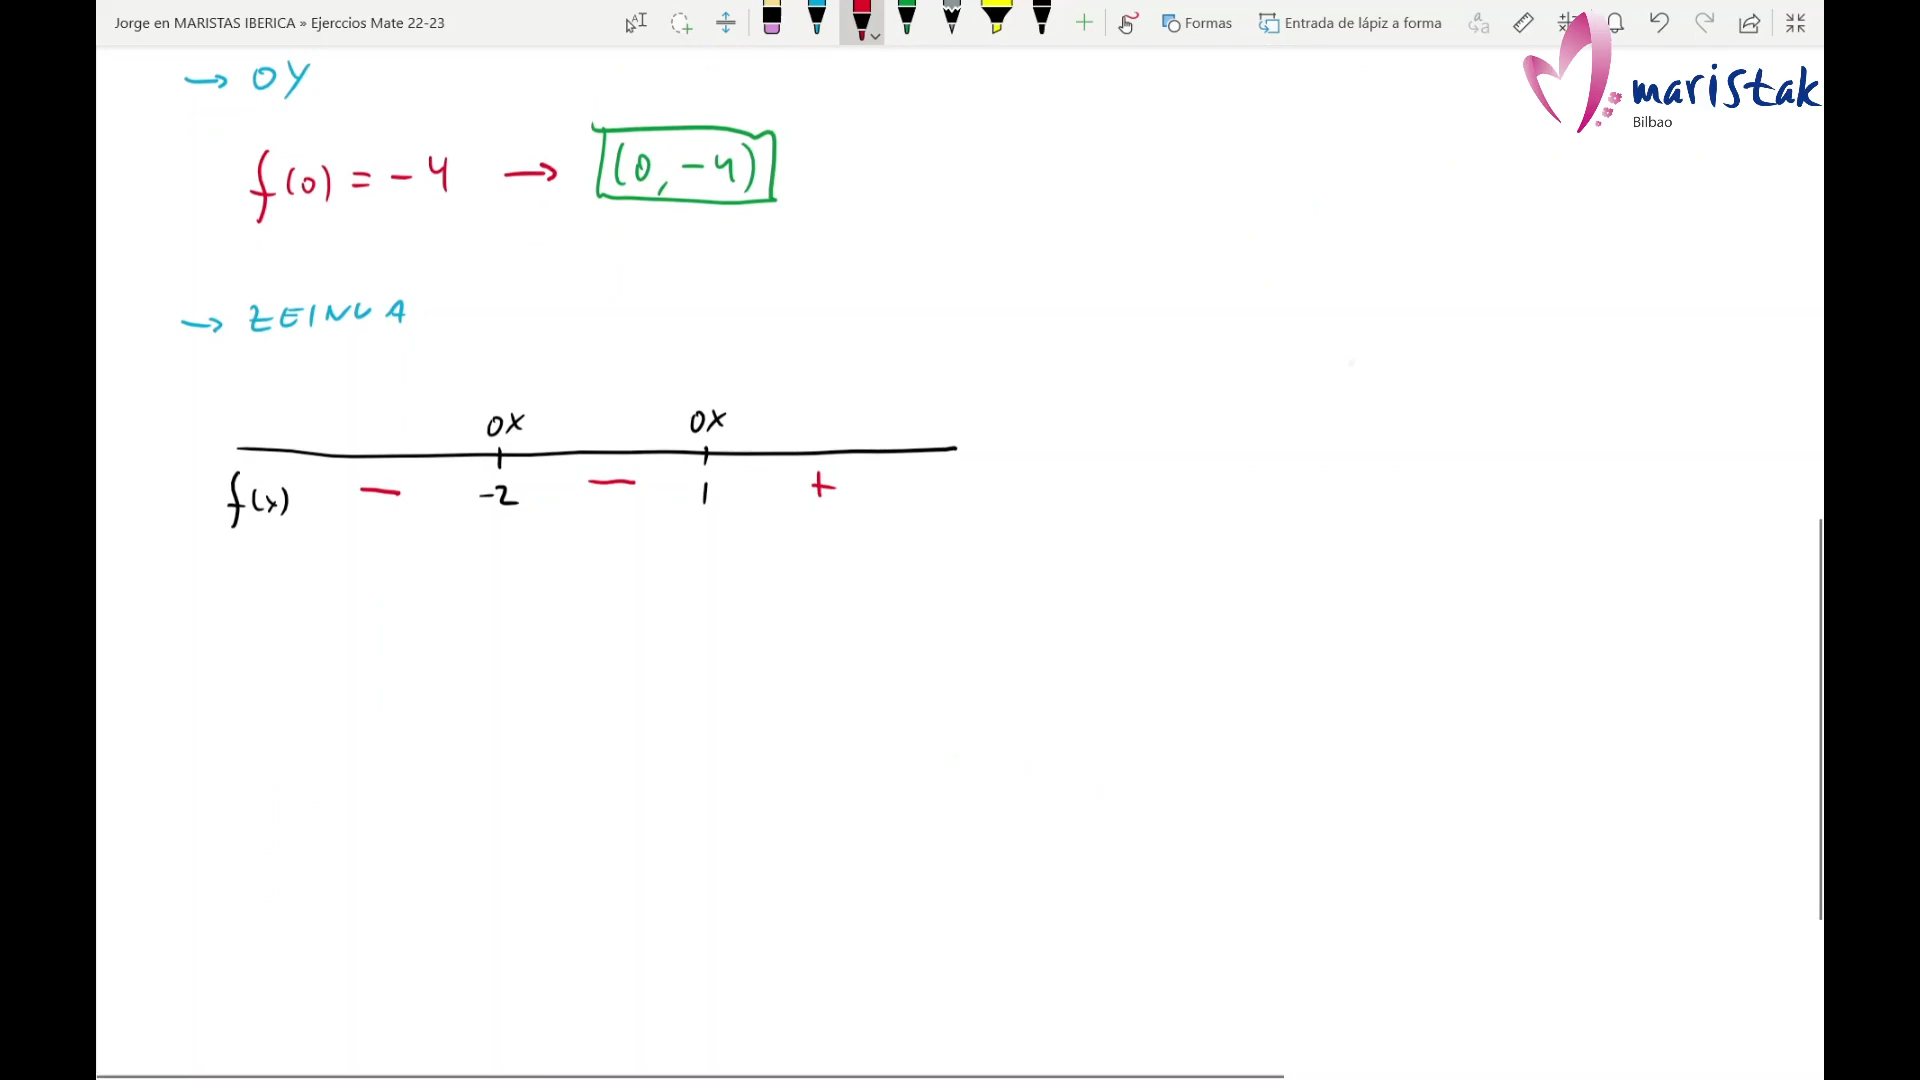 Jorge en MARISTAS IBERICA » Ejerccios Mate 22-23
Formas
Entrada de lápiz a forma
maristak
Bilbao
→ OY
f(0) = -4 → (0, -4)
→ ZEINUA
OX OX
f(x) — -2 — 1 +